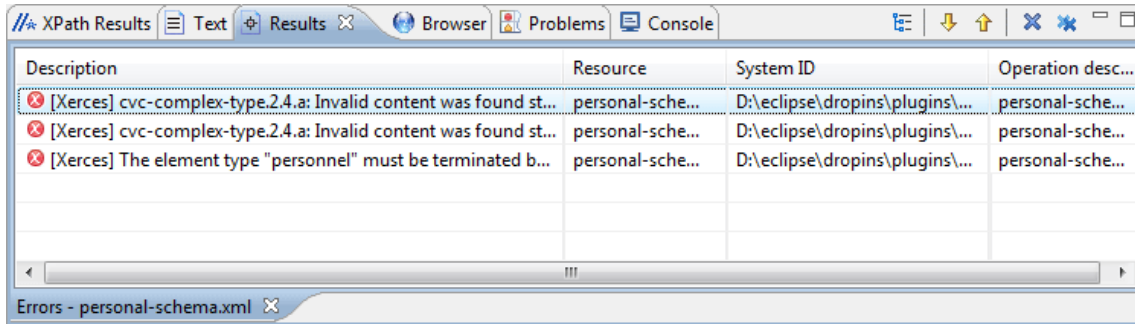 XPath Results Text Results Browser Problems Console
Description Resource System ID Operation desc...
[Xerces] cvc-complex-type.2.4.a: Invalid content was found st... personal-sche... D:\eclipse\dropins\plugins\... personal-sche...
[Xerces] cvc-complex-type.2.4.a: Invalid content was found st... personal-sche... D:\eclipse\dropins\plugins\... personal-sche...
[Xerces] The element type "personnel" must be terminated b... personal-sche... D:\eclipse\dropins\plugins\... personal-sche...
Errors - personal-schema.xml